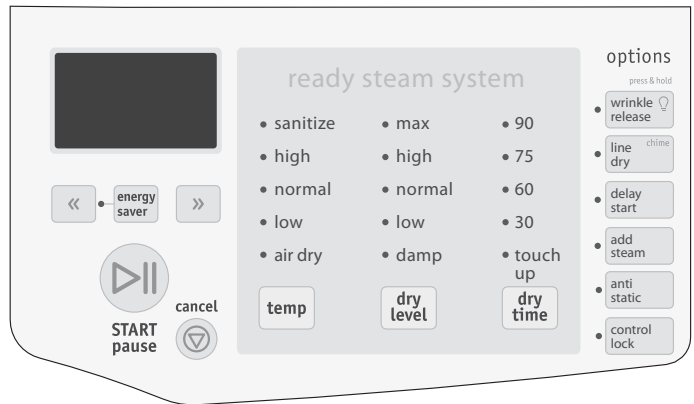 options
press & hold
ready steam system
• sanitize
• high
• normal
• low
• air dry
temp
• max
• high
• normal
• low
• damp
dry
level
• 90
• 75
• 60
• 30
• touch
up
dry
time
wrinkle
release
chime
line
dry
delay
start
add
steam
anti
static
control
lock
«
energy
saver
»
START
pause
cancel